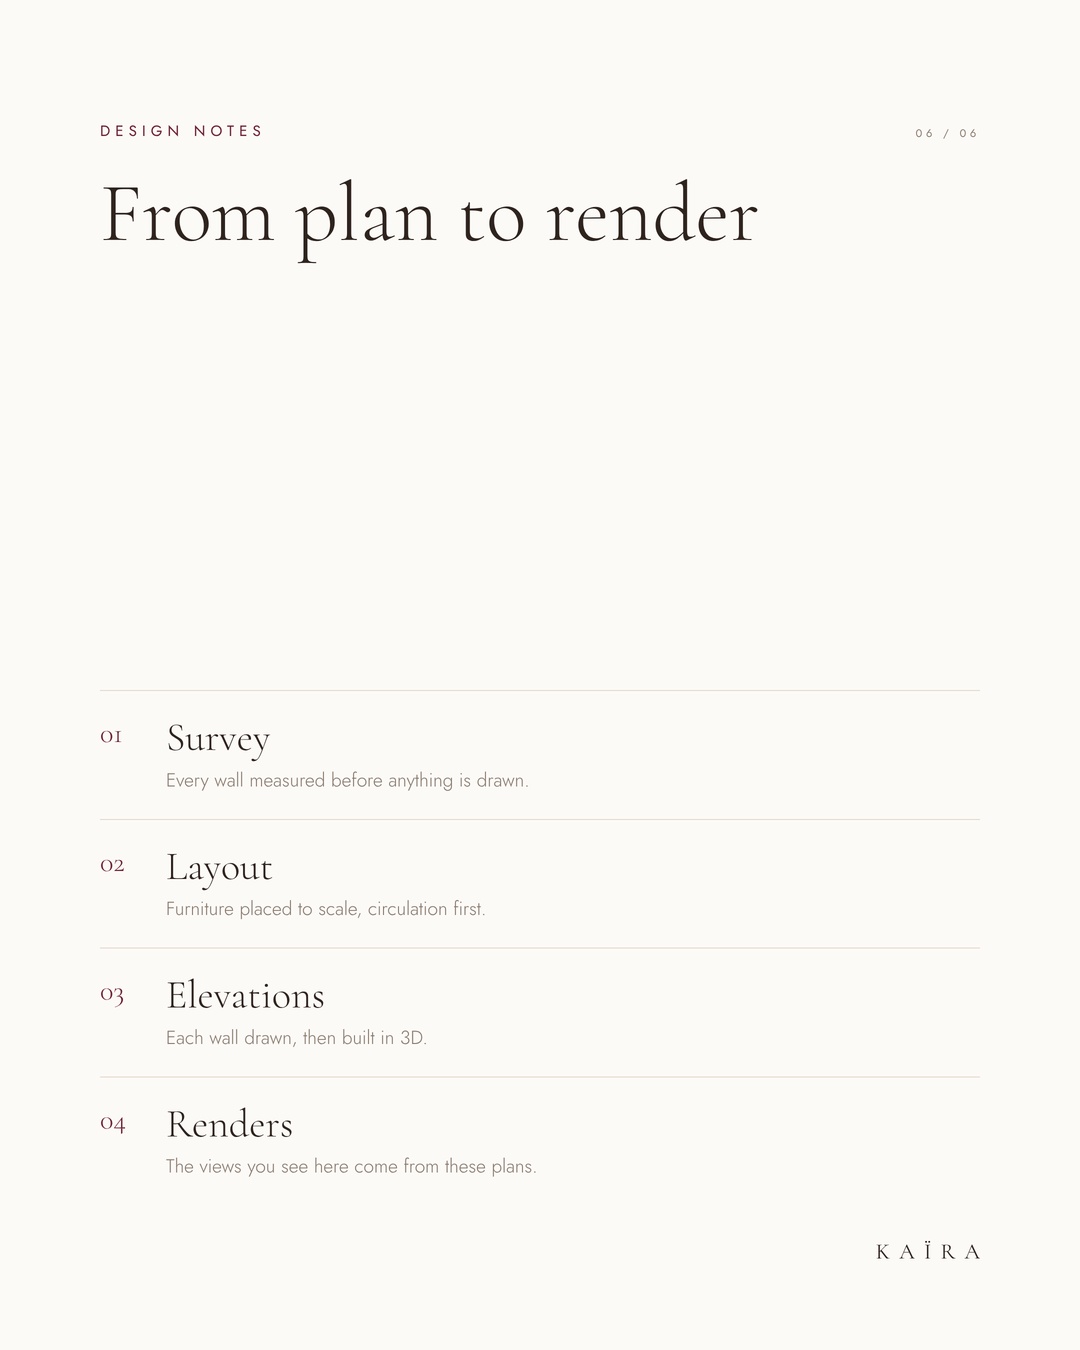 DESIGN NOTES
06 / 06
From plan to render
01
Survey
Every wall measured before anything is drawn.
02
Layout
Furniture placed to scale, circulation first.
03
Elevations
Each wall drawn, then built in 3D.
04
Renders
The views you see here come from these plans.
KAÏRA